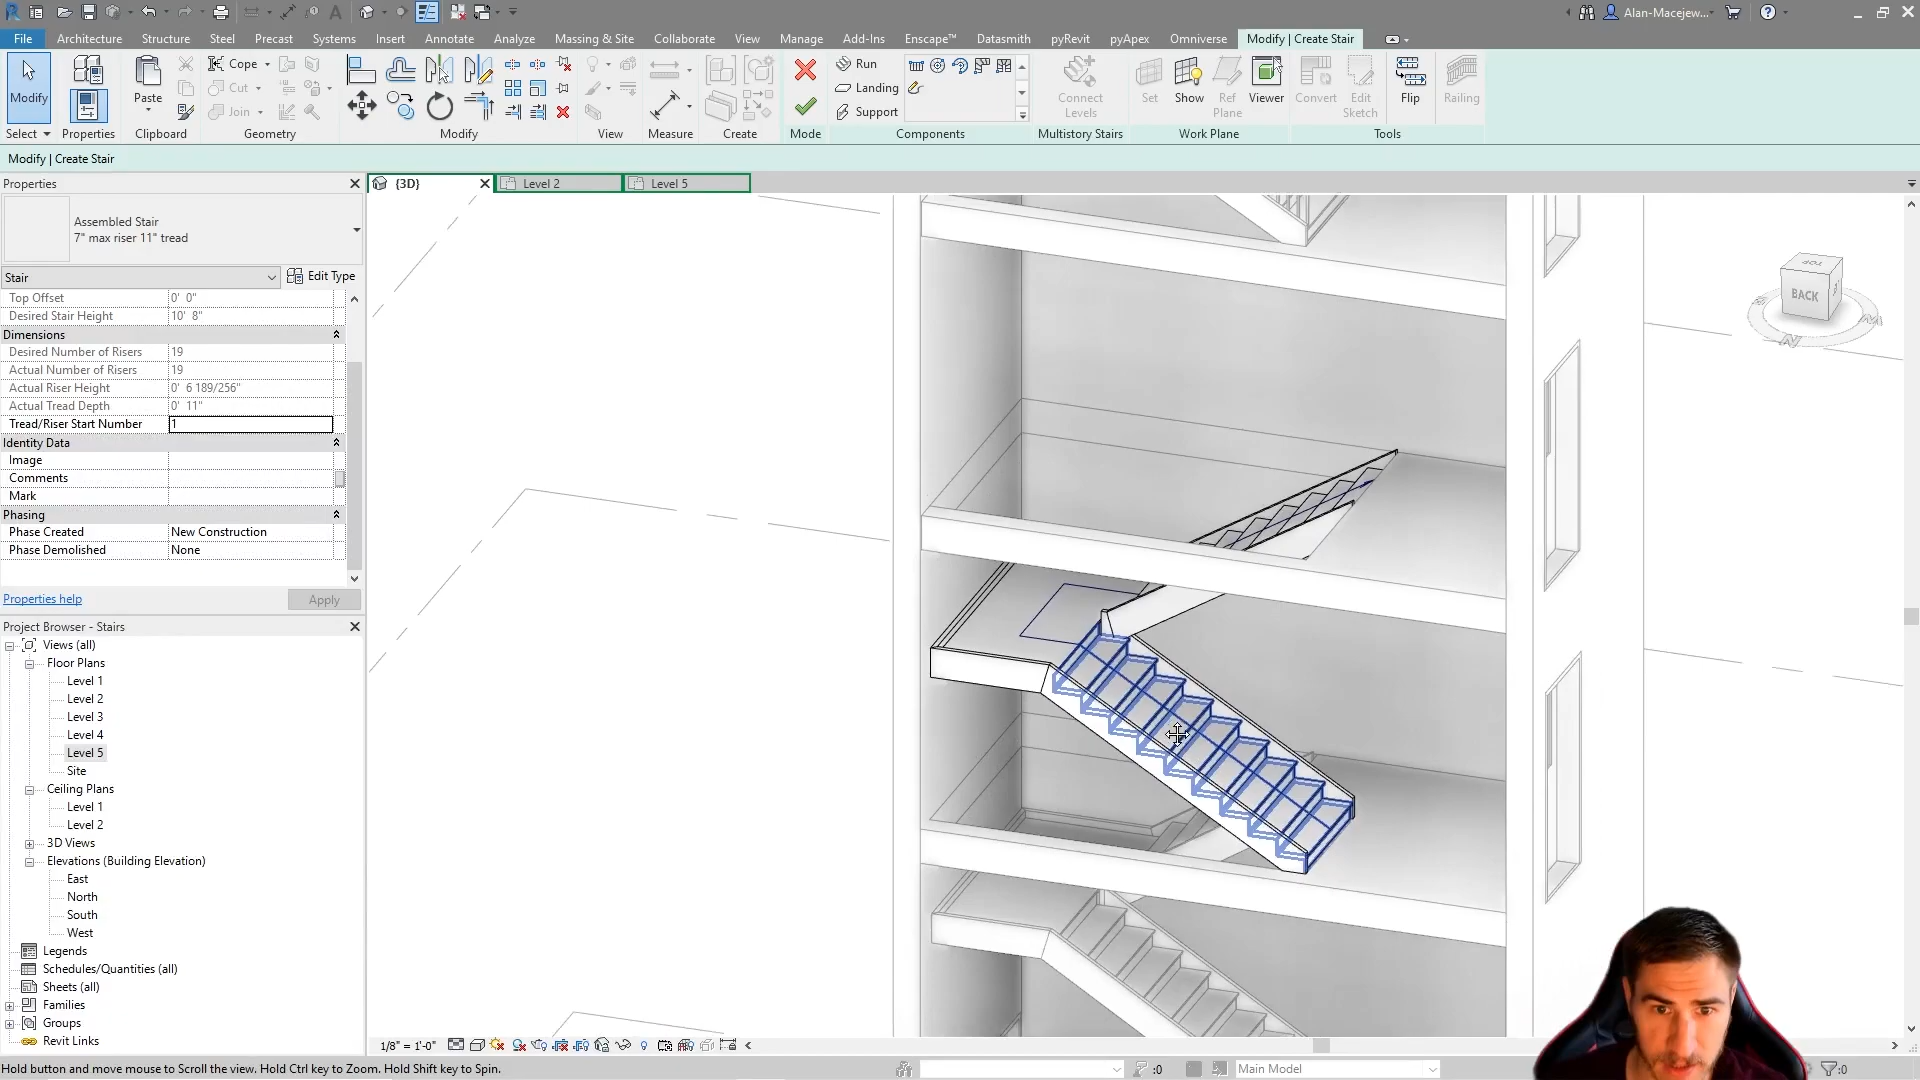 Alan-Macejew...
File Architecture Structure Steel Precast Systems Insert Annotate Analyze Massing & Site Collaborate View Manage Add-Ins Enscape™ Datasmith pyRevit pyApex Omniverse Modify | Create Stair
Modify
Paste
Cope
Cut
Join
Run
Landing
Support
Connect Levels
Set
Show
Ref Plane
Viewer
Convert
Edit Sketch
Flip
Railing
Select Properties Clipboard Geometry Modify View Measure Create Mode Components Multistory Stairs Work Plane Tools
Modify | Create Stair
Properties
{3D} Level 2 Level 5
Assembled Stair
7" max riser 11" tread
Stair Edit Type
Top Offset 0' 0"
Desired Stair Height 10' 8"
Dimensions
Desired Number of Risers 19
Actual Number of Risers 19
Actual Riser Height 0' 6 189/256"
Actual Tread Depth 0' 11"
Tread/Riser Start Number 1
Identity Data
Image
Comments
Mark
Phasing
Phase Created New Construction
Phase Demolished None
Properties help Apply
TOP
BACK
Project Browser - Stairs
Views (all)
Floor Plans
Level 1
Level 2
Level 3
Level 4
Level 5
Site
Ceiling Plans
Level 1
Level 2
3D Views
Elevations (Building Elevation)
East
North
South
West
Legends
Schedules/Quantities (all)
Sheets (all)
Families
Groups
Revit Links
1/8" = 1'-0"
Hold button and move mouse to Scroll the view. Hold Ctrl key to Zoom. Hold Shift key to Spin.
:0
Main Model
:0